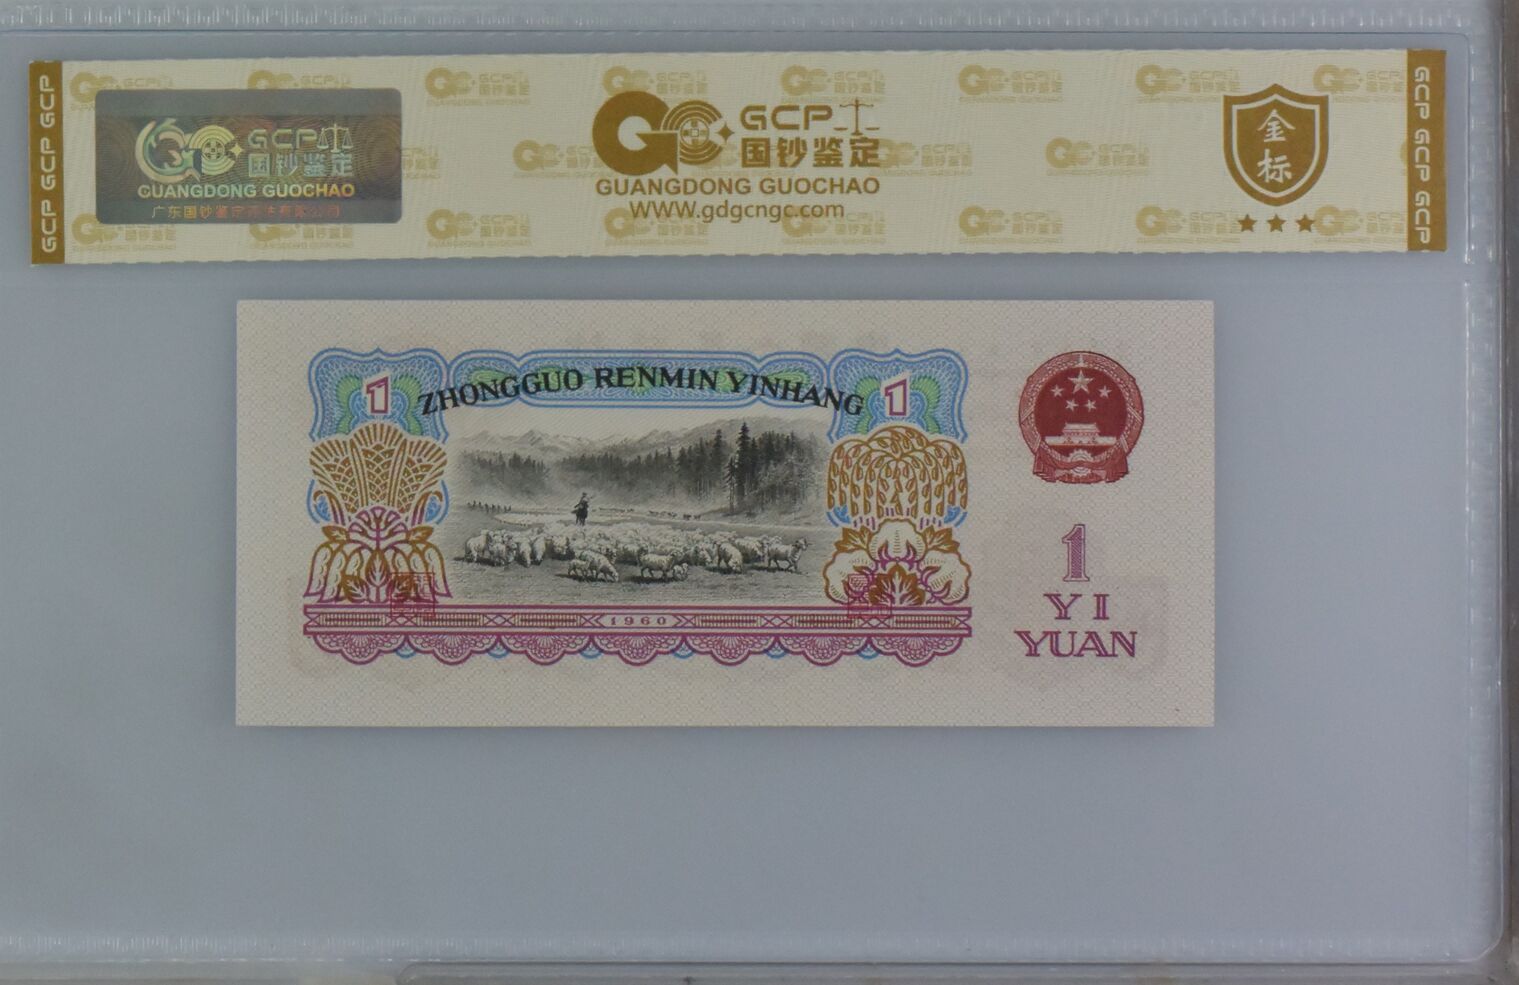 GCP GCP GCP
GCP
国钞鉴定
GUANGDONG GUOCHAO
GCP
国钞鉴定
GUANGDONG GUOCHAO
WWW.gdgcngc.com
金
标
GCP GCP GCP
1
ZHONGGUO RENMIN YINHANG
1
1
YI
YUAN
1960